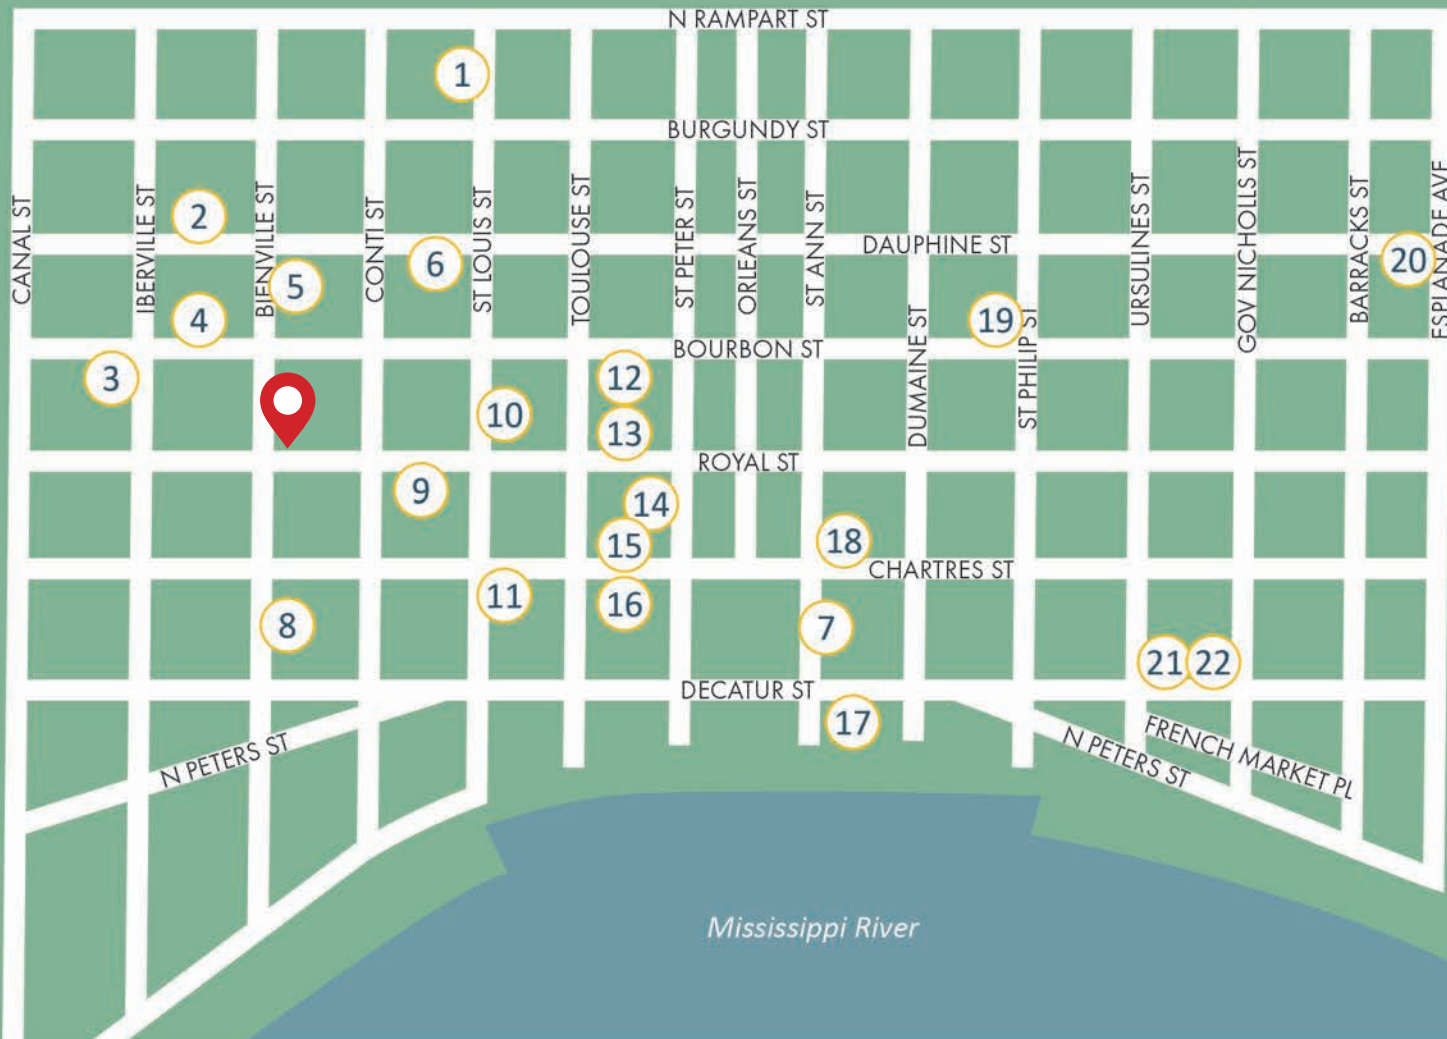 N RAMPART ST
1
BURGUNDY ST
CANAL ST
IBERVILLE ST
2
BIENVILLE ST
CONTI ST
ST LOUIS ST
TOULOUSE ST
ST PETER ST
ORLEANS ST
ST ANN ST
DAUPHINE ST
URSULINES ST
GOV NICHOLLS ST
BARRACKS ST
ESPLANADE AVE
20
6
5
4
19
DUMAINE ST
ST PHILIP ST
BOURBON ST
3
12
10
13
ROYAL ST
9
14
15
18
CHARTRES ST
11
16
8
7
21
22
DECATUR ST
17
N PETERS ST
N PETERS ST
FRENCH MARKET PL
Mississippi River